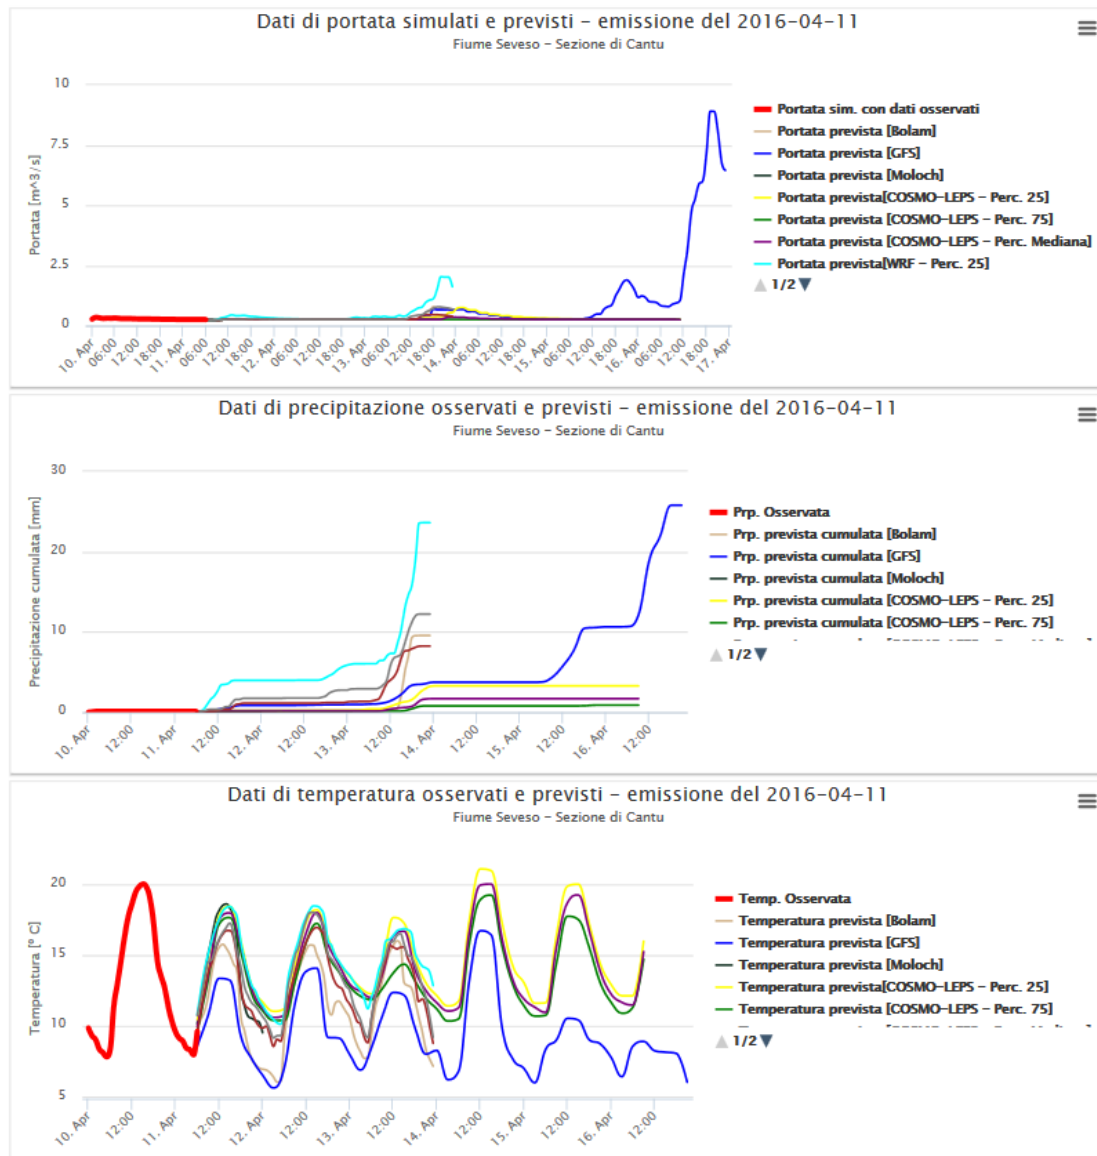 Dati di portata simulati e previsti – emissione del 2016-04-11
Fiume Seveso – Sezione di Cantu
Portata [m^3/s]
10
7.5
5
2.5
0
10. Apr 06:00 12:00 18:00 11. Apr 06:00 12:00 18:00 12. Apr 06:00 12:00 18:00 13. Apr 06:00 12:00 18:00 14. Apr 06:00 12:00 18:00 15. Apr 06:00 12:00 18:00 16. Apr 06:00 12:00 18:00 17. Apr
Portata sim. con dati osservati
Portata prevista [Bolam]
Portata prevista [GFS]
Portata prevista [Moloch]
Portata prevista[COSMO-LEPS – Perc. 25]
Portata prevista [COSMO-LEPS – Perc. 75]
Portata prevista [COSMO-LEPS – Perc. Mediana]
Portata prevista[WRF – Perc. 25]
▲ 1/2 ▼
Dati di precipitazione osservati e previsti – emissione del 2016-04-11
Fiume Seveso – Sezione di Cantu
Precipitazione cumulata [mm]
30
20
10
0
10. Apr 12:00 11. Apr 12:00 12. Apr 12:00 13. Apr 12:00 14. Apr 12:00 15. Apr 12:00 16. Apr 12:00
Prp. Osservata
Prp. prevista cumulata [Bolam]
Prp. prevista cumulata [GFS]
Prp. prevista cumulata [Moloch]
Prp. prevista cumulata [COSMO-LEPS – Perc. 25]
Prp. prevista cumulata [COSMO-LEPS – Perc. 75]
▲ 1/2 ▼
Dati di temperatura osservati e previsti – emissione del 2016-04-11
Fiume Seveso – Sezione di Cantu
Temperatura [° C]
20
15
10
5
10. Apr 12:00 11. Apr 12:00 12. Apr 12:00 13. Apr 12:00 14. Apr 12:00 15. Apr 12:00 16. Apr 12:00
Temp. Osservata
Temperatura prevista [Bolam]
Temperatura prevista [GFS]
Temperatura prevista [Moloch]
Temperatura prevista[COSMO-LEPS – Perc. 25]
Temperatura prevista [COSMO-LEPS – Perc. 75]
▲ 1/2 ▼